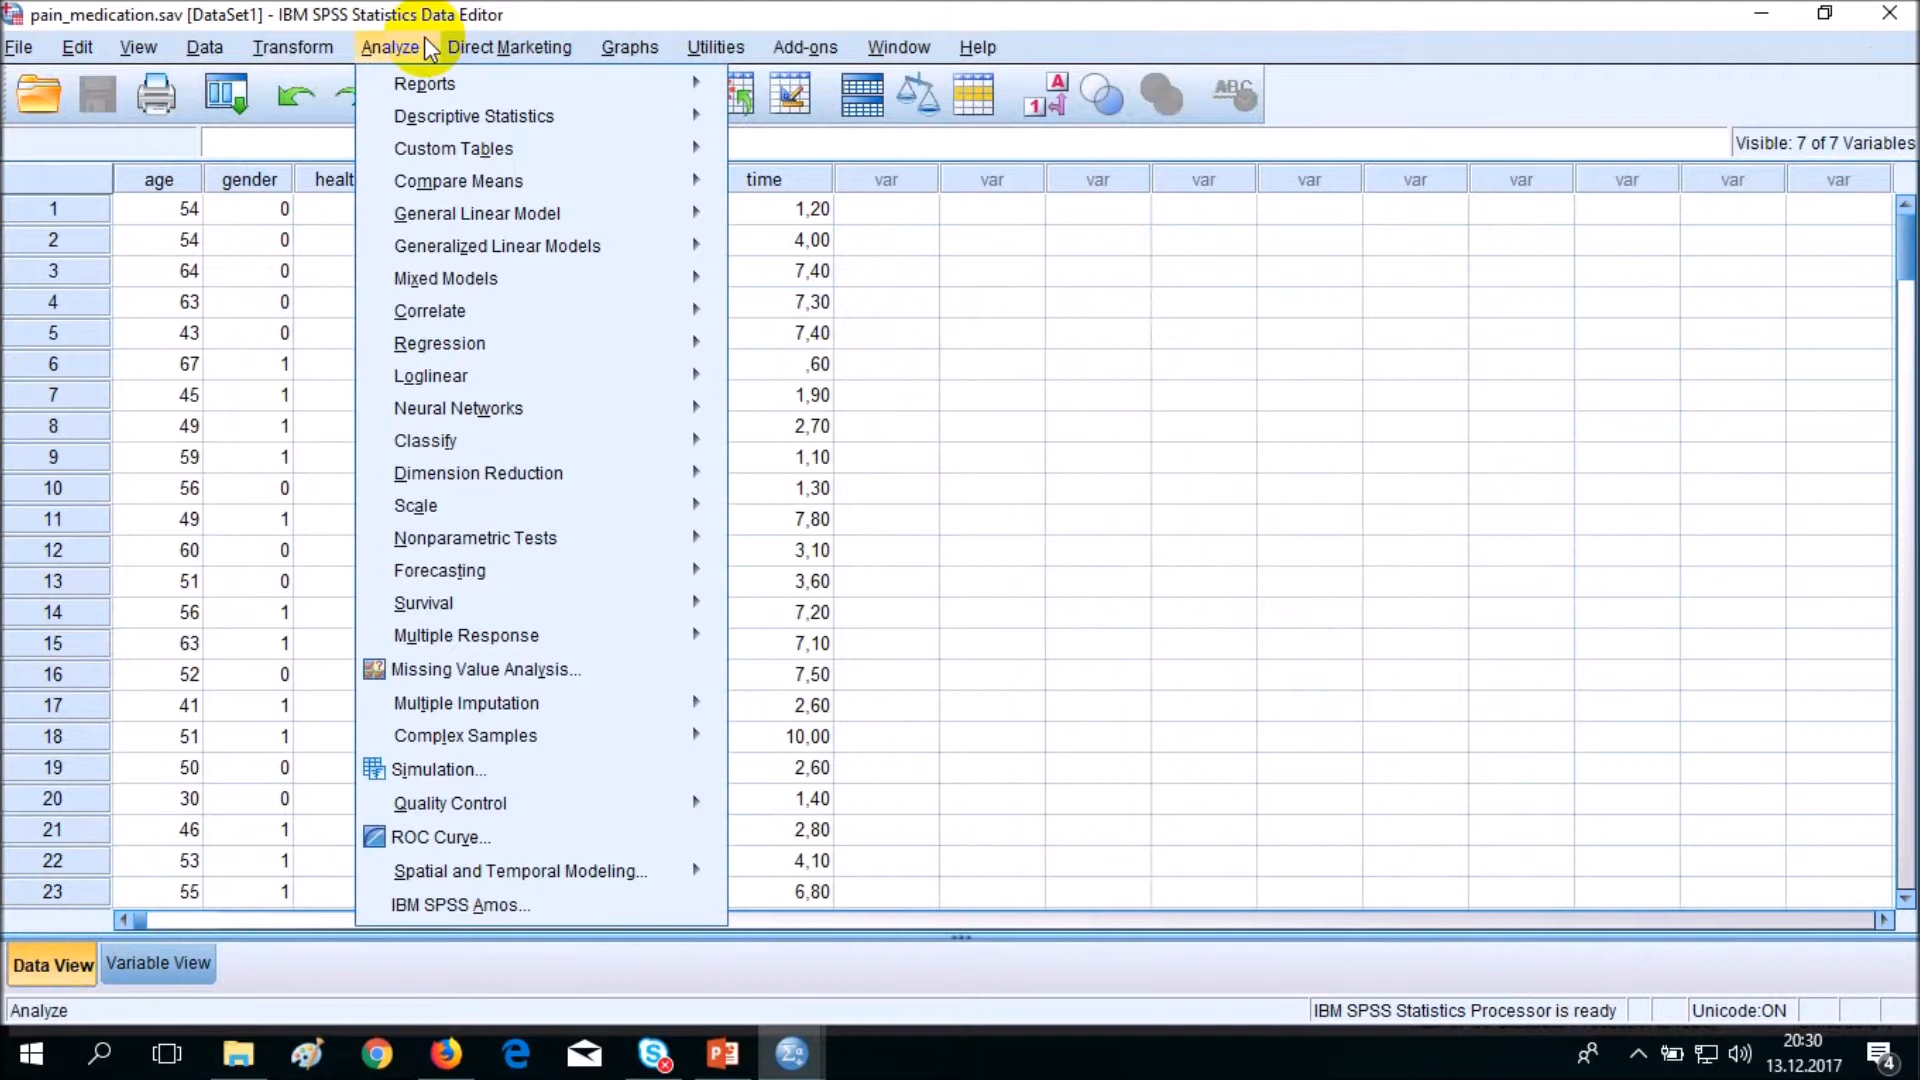 pain_medication.sav [DataSet1] - IBM SPSS Statistics Data Editor
File Edit View Data Transform Analyze Direct Marketing Graphs Utilities Add-ons Window Help
A
1
ABC
Visible: 7 of 7 Variables
age gender healt time var var var var var var var var var var
1 54 0 1,20
2 54 0 4,00
3 64 0 7,40
4 63 0 7,30
5 43 0 7,40
6 67 1 ,60
7 45 1 1,90
8 49 1 2,70
9 59 1 1,10
10 56 0 1,30
11 49 1 7,80
12 60 0 3,10
13 51 0 3,60
14 56 1 7,20
15 63 1 7,10
16 52 0 7,50
17 41 1 2,60
18 51 1 10,00
19 50 0 2,60
20 30 0 1,40
21 46 1 2,80
22 53 1 4,10
23 55 1 6,80
Reports
Descriptive Statistics
Custom Tables
Compare Means
General Linear Model
Generalized Linear Models
Mixed Models
Correlate
Regression
Loglinear
Neural Networks
Classify
Dimension Reduction
Scale
Nonparametric Tests
Forecasting
Survival
Multiple Response
Missing Value Analysis...
Multiple Imputation
Complex Samples
Simulation...
Quality Control
ROC Curve...
Spatial and Temporal Modeling...
IBM SPSS Amos...
Data View Variable View
Analyze IBM SPSS Statistics Processor is ready Unicode:ON
20:30
13.12.2017
4